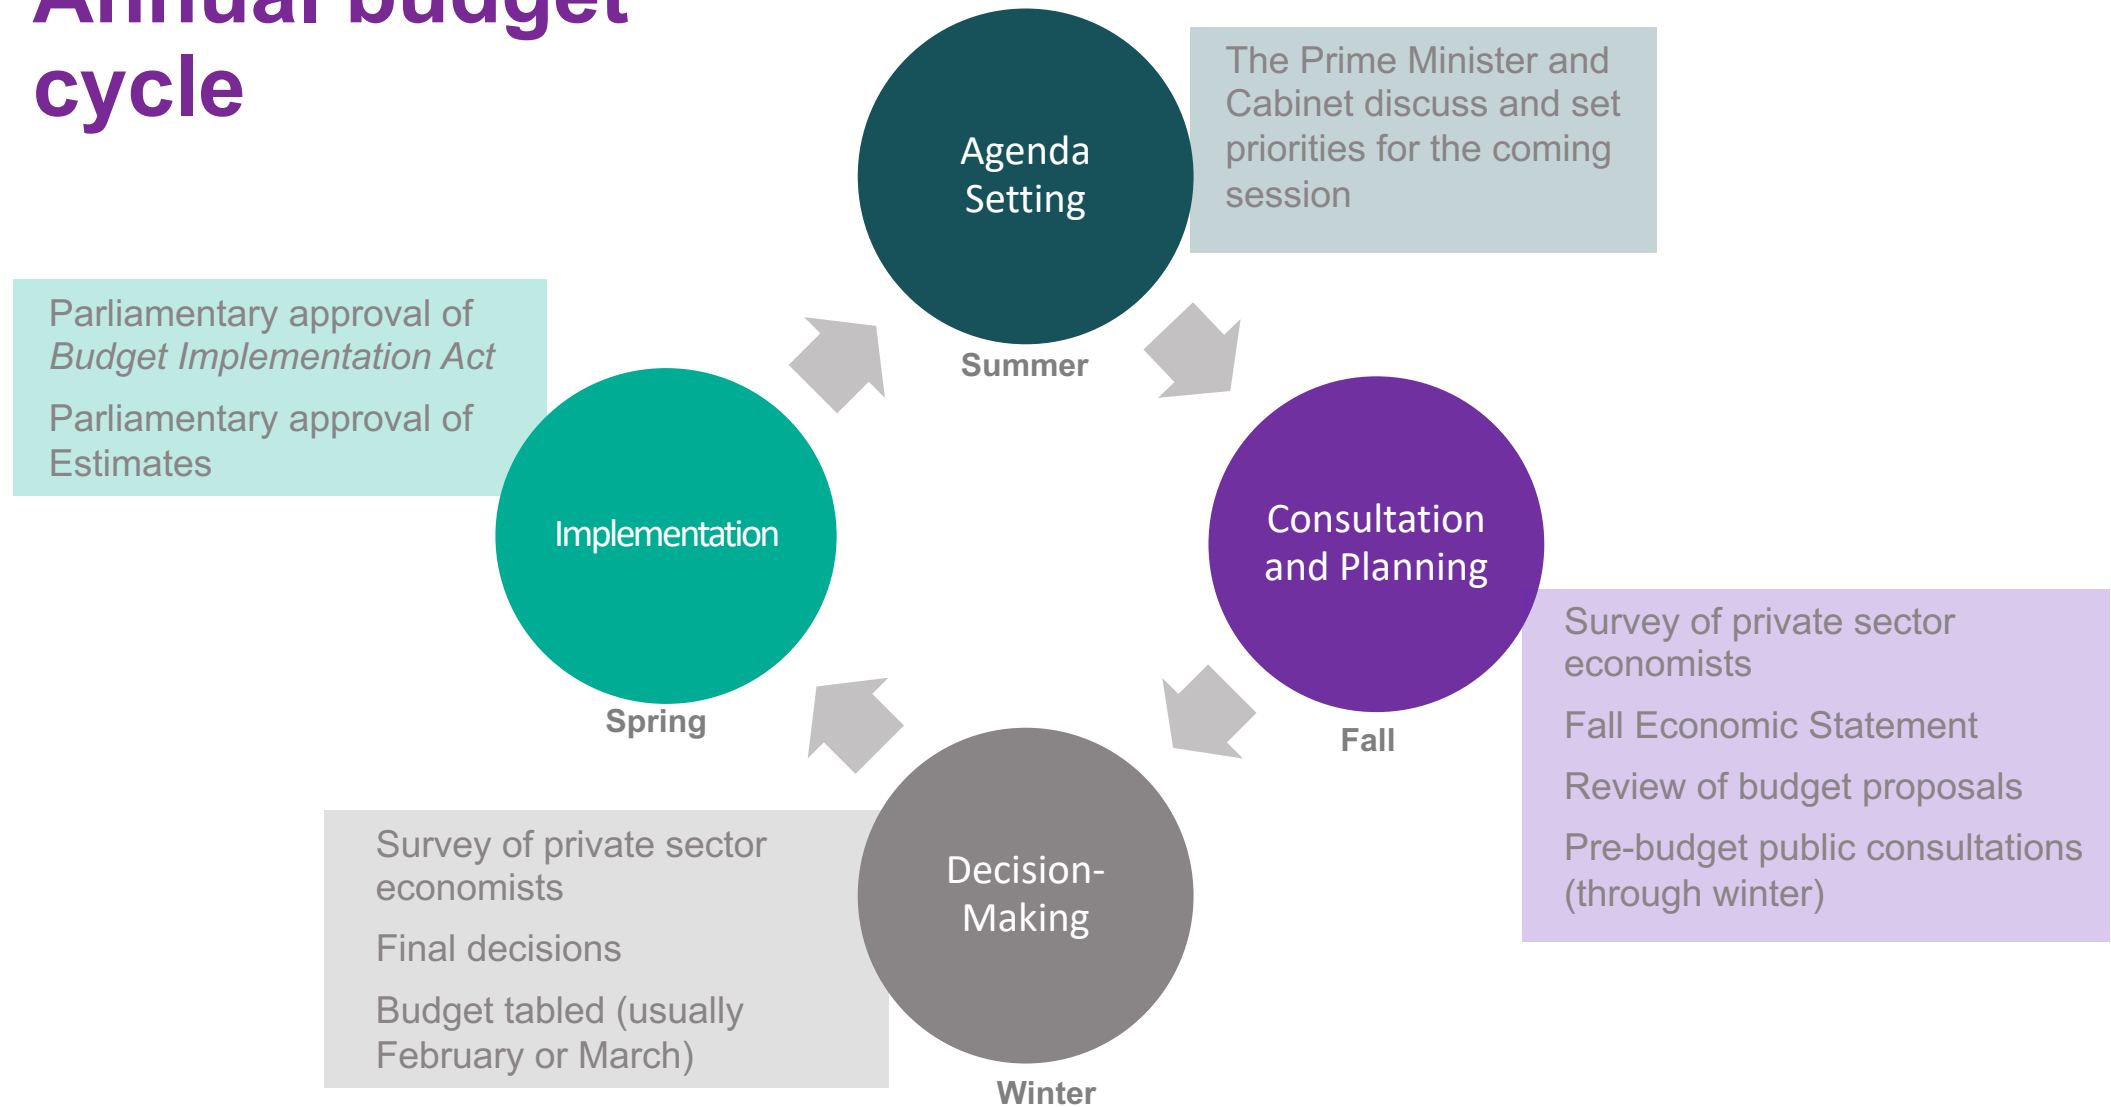 Annual budget
cycle
Agenda
Setting
Summer
The Prime Minister and
Cabinet discuss and set
priorities for the coming
session
Consultation
and Planning
Fall
Survey of private sector
economists
Fall Economic Statement
Review of budget proposals
Pre-budget public consultations
(through winter)
Decision-
Making
Winter
Survey of private sector
economists
Final decisions
Budget tabled (usually
February or March)
Implementation
Spring
Parliamentary approval of
Budget Implementation Act
Parliamentary approval of
Estimates